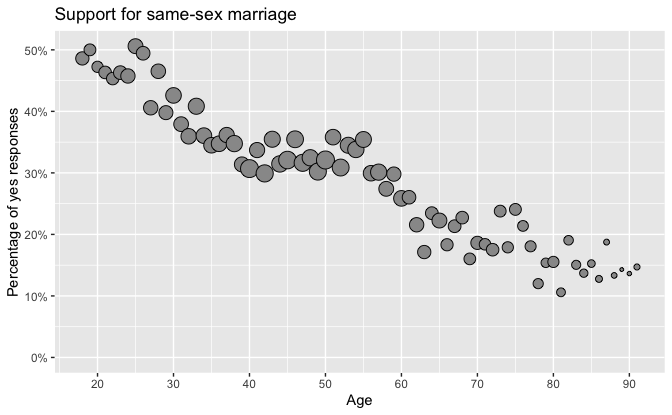 Support for same-sex marriage
Percentage of yes responses
50%
40%
30%
20%
10%
0%
20 30 40 50 60 70 80 90
Age